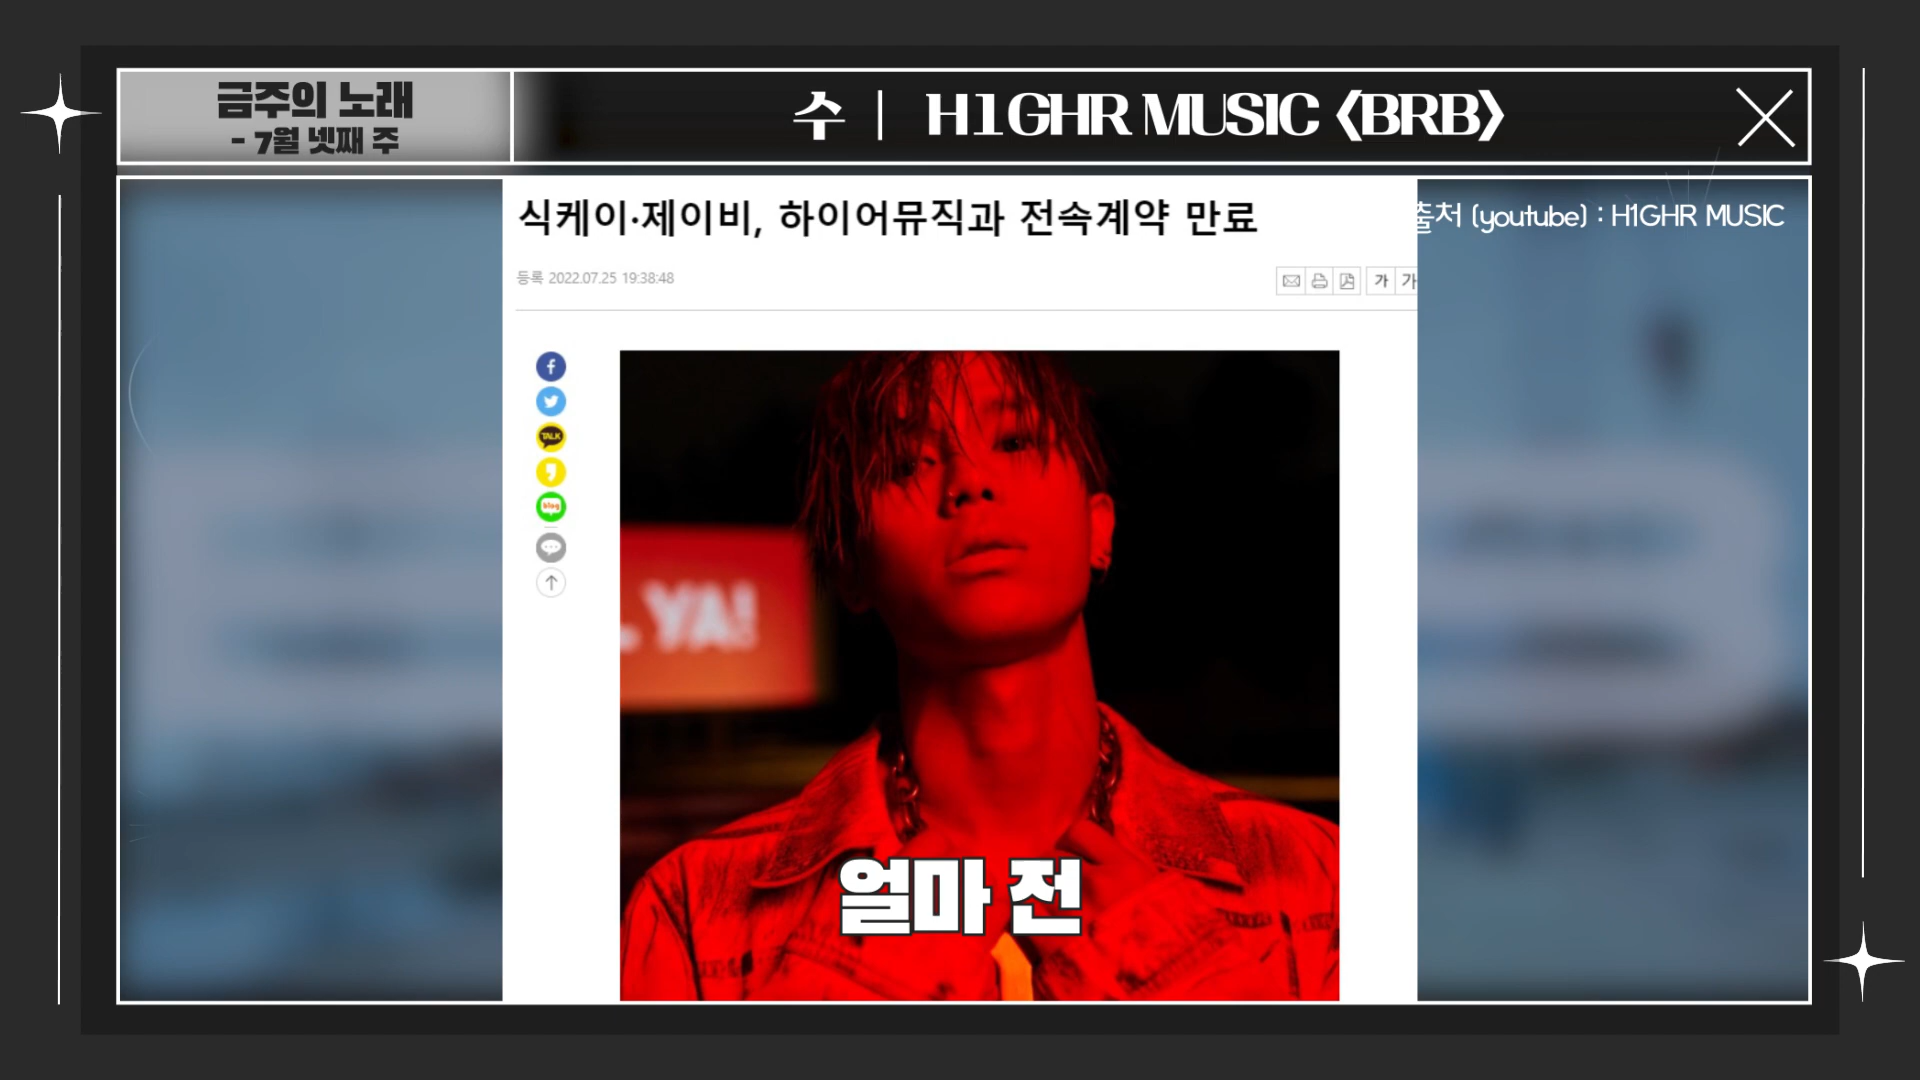 금주의 노래
- 7월 넷째 주
수 | H1GHR MUSIC 《BRB》
식케이·제이비, 하이어뮤직과 전속계약 만료
출처 (youtube) : H1GHR MUSIC
등록 2022.07.25 19:38:48
가 가
TALK
blog
YA!
얼마 전